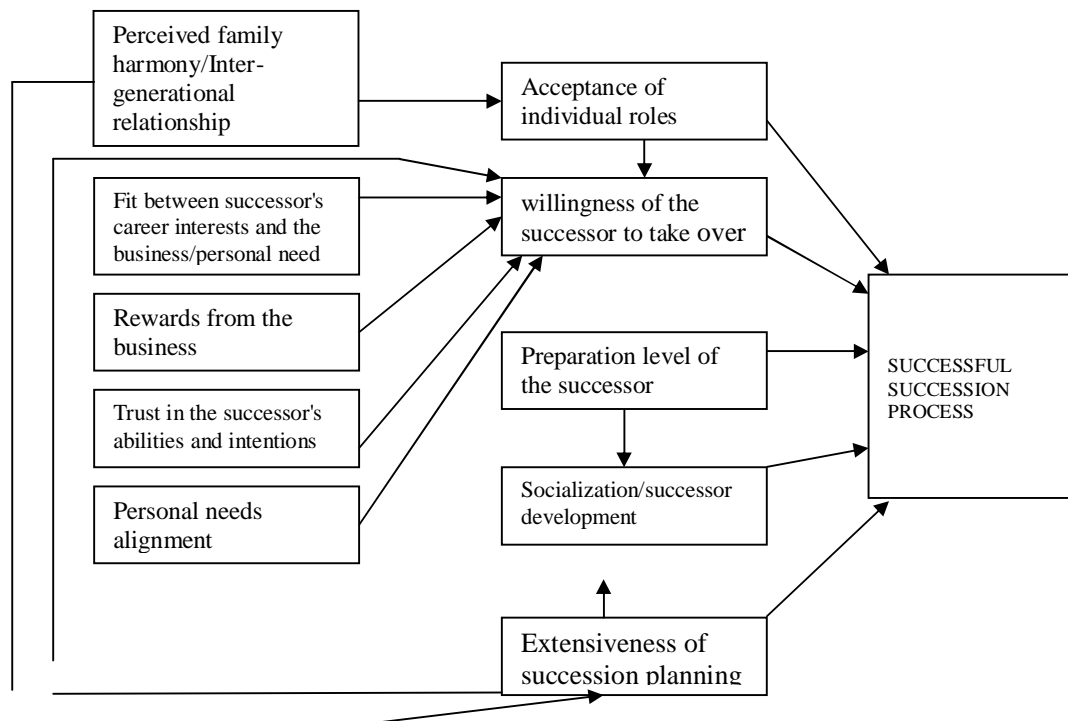 Perceived family
harmony/Inter-
generational
relationship
Acceptance of
individual roles
Fit between successor's
career interests and the
business/personal need
willingness of the
successor to take over
Rewards from the
business
Preparation level of
the successor
SUCCESSFUL
SUCCESSION
PROCESS
Trust in the successor's
abilities and intentions
Socialization/successor
development
Personal needs
alignment
Extensiveness of
succession planning